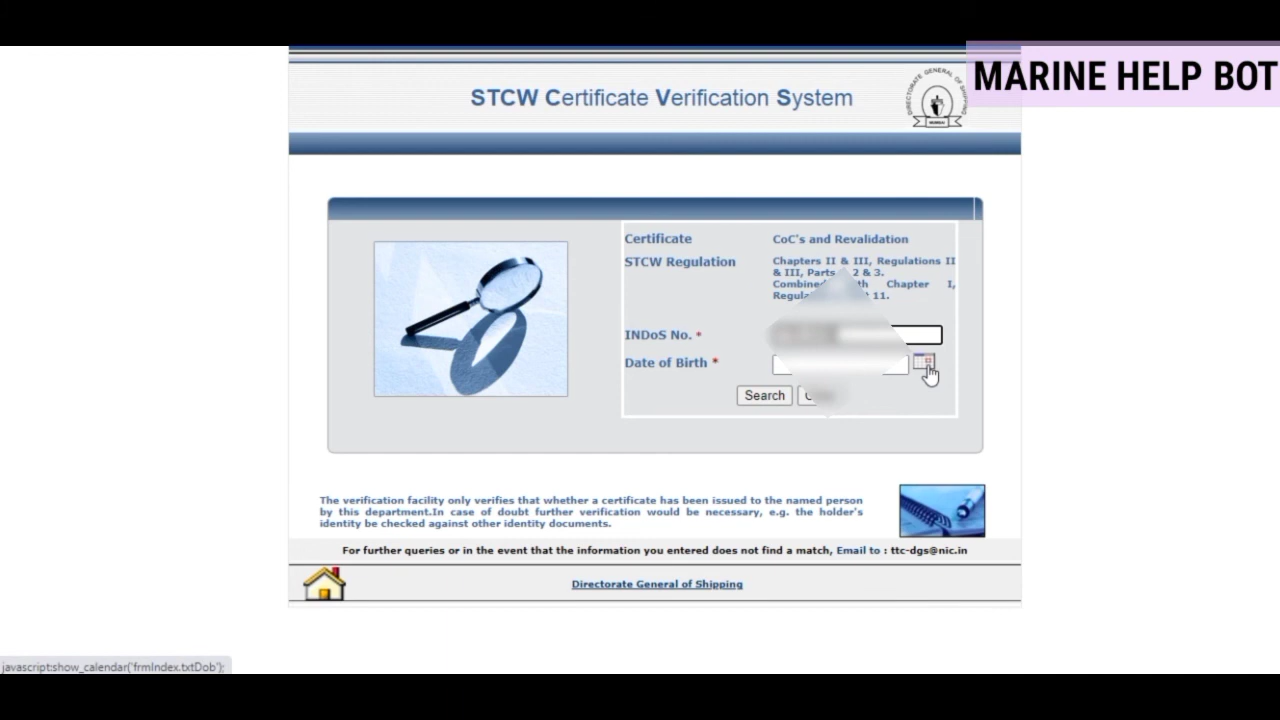 MARINE HELP BOT
STCW Certificate Verification System
DIRECTORATE GENERAL OF SHIPPING
MUMBAI
Certificate CoC's and Revalidation
STCW Regulation Chapters II & III, Regulations II
& III, Parts 2 & 3.
Combined Chapter I,
11.
INDoS No. *
Date of Birth *
Search
The verification facility only verifies that whether a certificate has been issued to the named person
by this department.In case of doubt further verification would be necessary, e.g. the holder's
identity be checked against other identity documents.
For further queries or in the event that the information you entered does not find a match, Email to : ttc-dgs@nic.in
Directorate General of Shipping
javascript:show_calendar('frmIndex.txtDob');